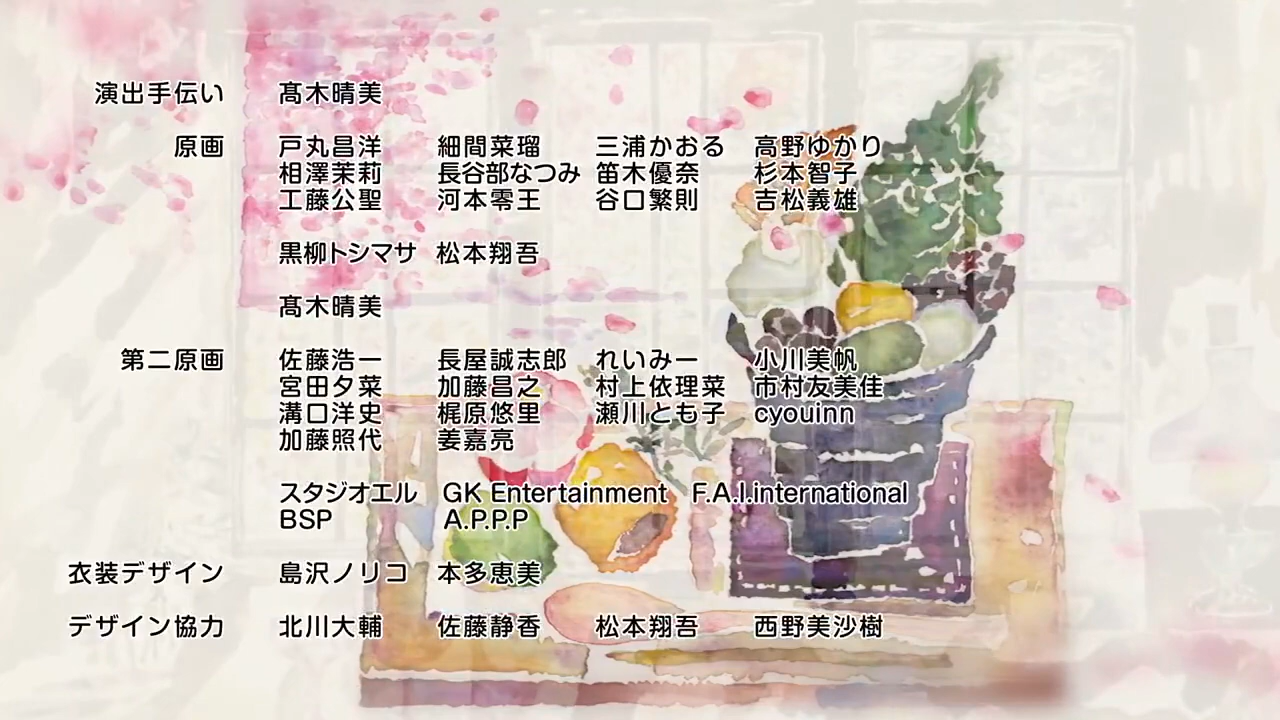 演出手伝い 髙木晴美
原画 戸丸昌洋 細間菜瑠 三浦かおる 高野ゆかり
相澤茉莉 長谷部なつみ 笛木優奈 杉本智子
工藤公聖 河本零王 谷口繁則 吉松義雄
黒柳トシマサ 松本翔吾
髙木晴美
第二原画 佐藤浩一 長屋誠志郎 れいみー 小川美帆
宮田夕菜 加藤昌之 村上依理菜 市村友美佳
溝口洋史 梶原悠里 瀬川とも子 cyouinn
加藤照代 姜嘉亮
スタジオエル GK Entertainment F.A.I.international
BSP A.P.P.P
衣装デザイン 島沢ノリコ 本多恵美
デザイン協力 北川大輔 佐藤静香 松本翔吾 西野美沙樹